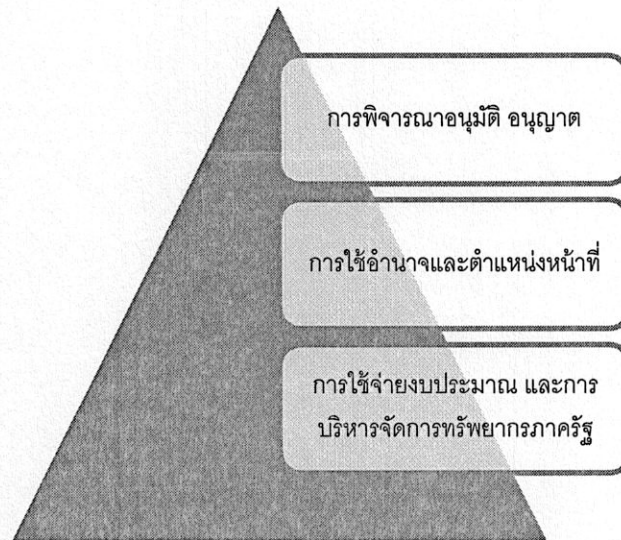 การพิจารณาอนุมัติ อนุญาต
การใช้อำนาจและตำแหน่งหน้าที่
การใช้จ่ายงบประมาณ และการ
บริหารจัดการทรัพยากรภาครัฐ